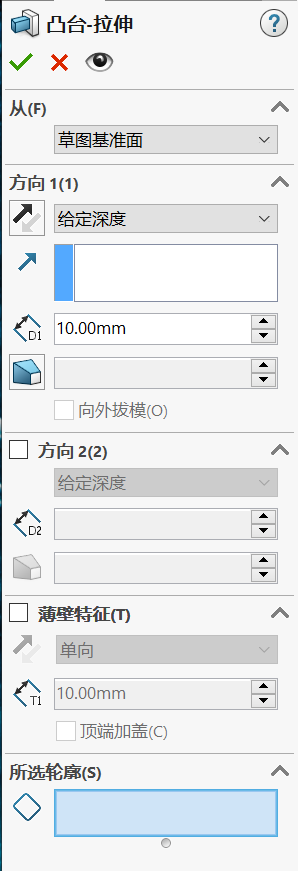 凸台-拉伸
从(F)
草图基准面
方向 1(1)
给定深度
D1
10.00mm
向外拔模(O)
方向 2(2)
给定深度
D2
薄壁特征(T)
单向
T1
10.00mm
顶端加盖(C)
所选轮廓(S)